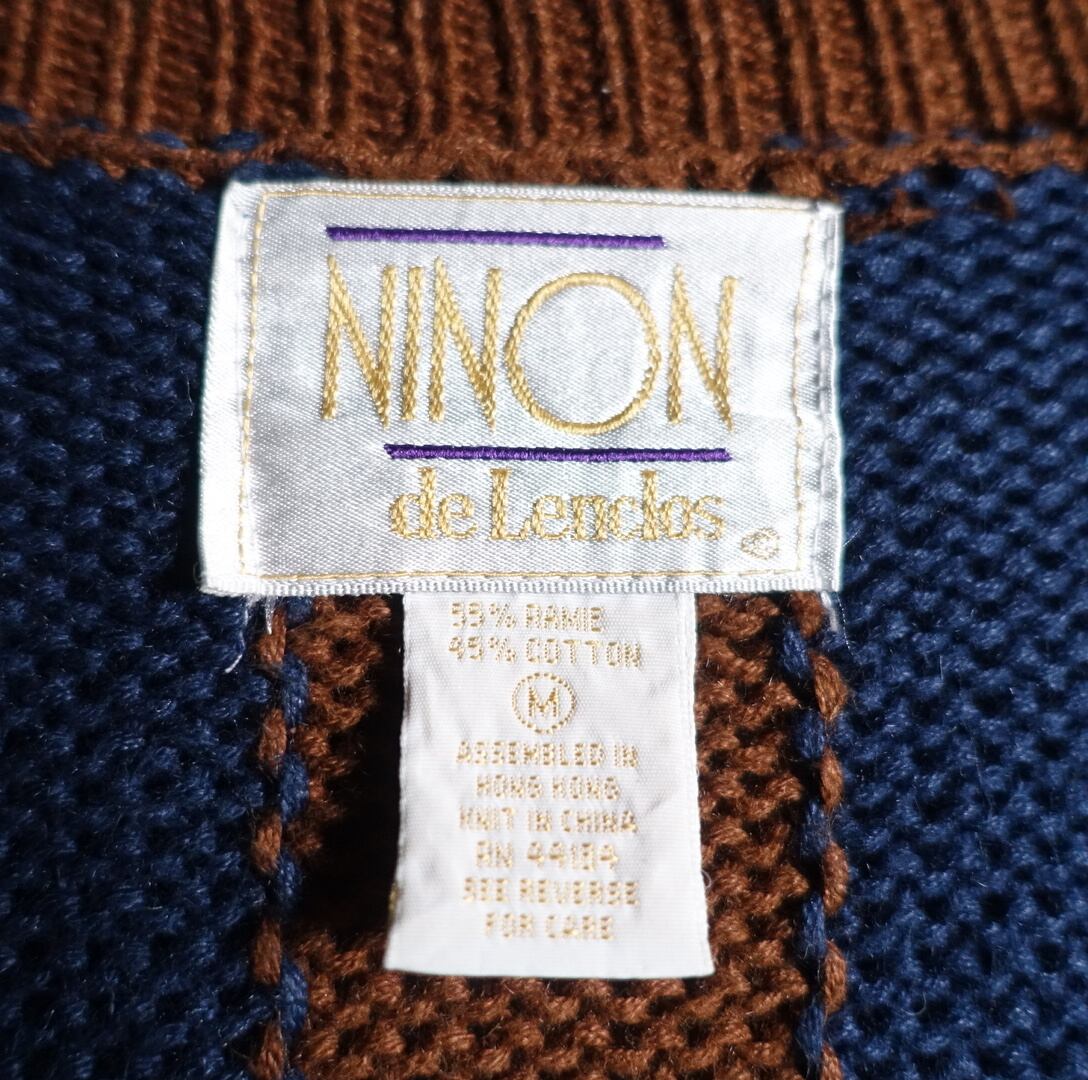 NINON
de Lenclos
©
55% RAMIE
45% COTTON
M
ASSEMBLED IN
HONG KONG
KNIT IN CHINA
RN 44184
SEE REVERSE
FOR CARE